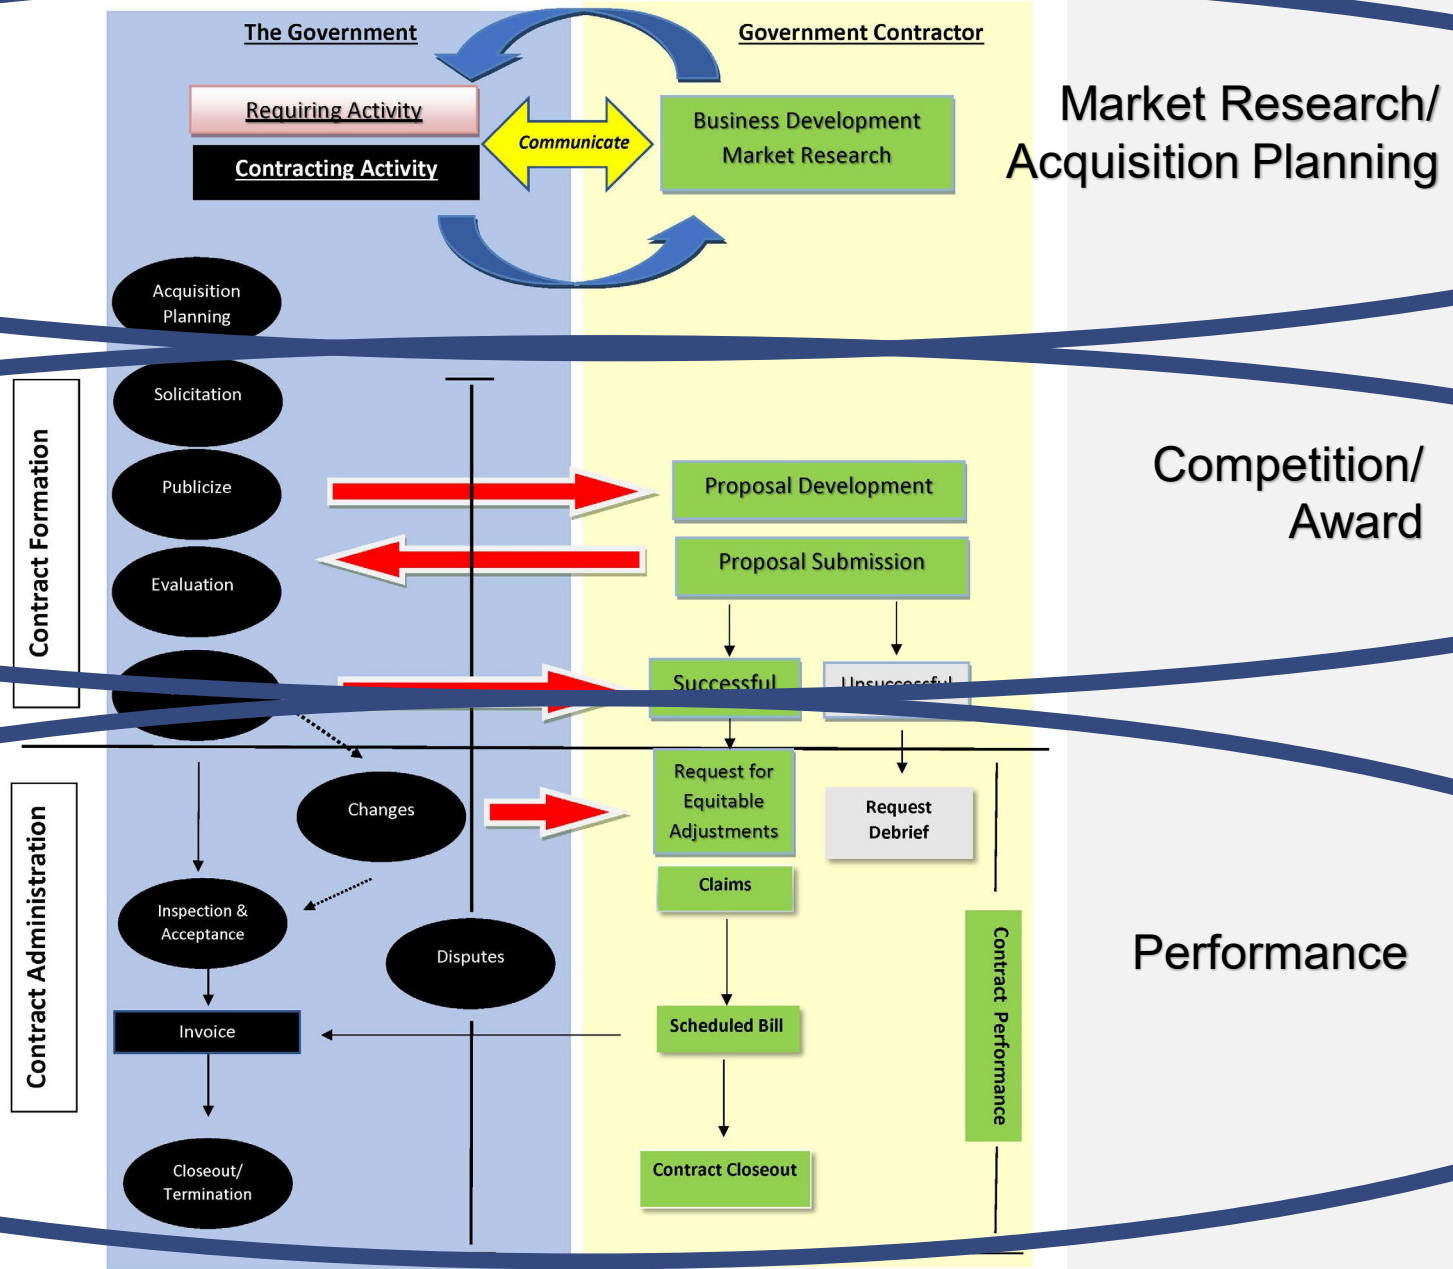 The Government
Government Contractor
Requiring Activity
Contracting Activity
Communicate
Business Development
Market Research
Market Research/
Acquisition Planning
Acquisition
Planning
Solicitation
Publicize
Evaluation
Contract Formation
Proposal Development
Proposal Submission
Successful
Unsuccessful
Competition/
Award
Contract Administration
Changes
Inspection &
Acceptance
Disputes
Invoice
Closeout/
Termination
Request for
Equitable
Adjustments
Request
Debrief
Claims
Scheduled Bill
Contract Closeout
Contract Performance
Performance